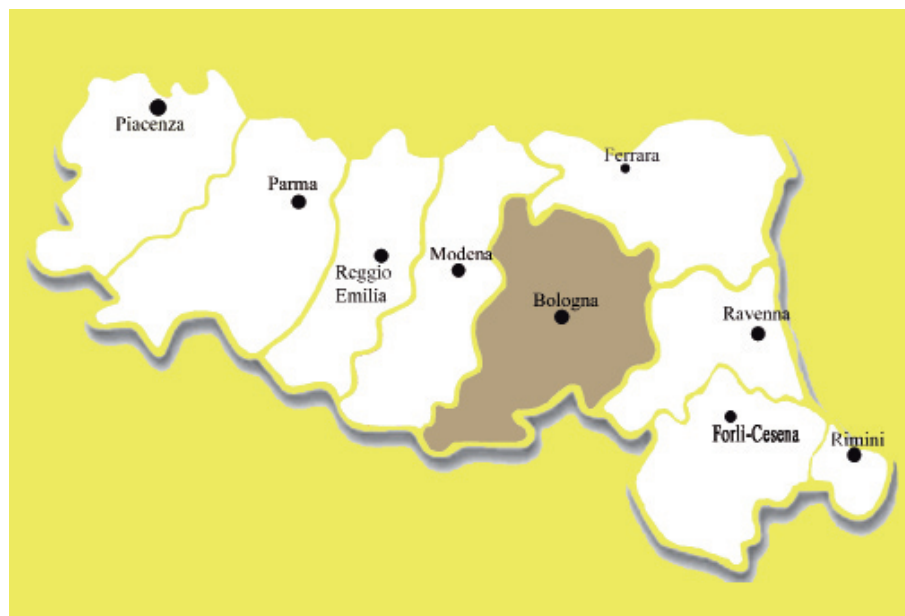 Piacenza
Parma
Reggio
Emilia
Modena
Bologna
Ferrara
Ravenna
Forlì-Cesena
Rimini